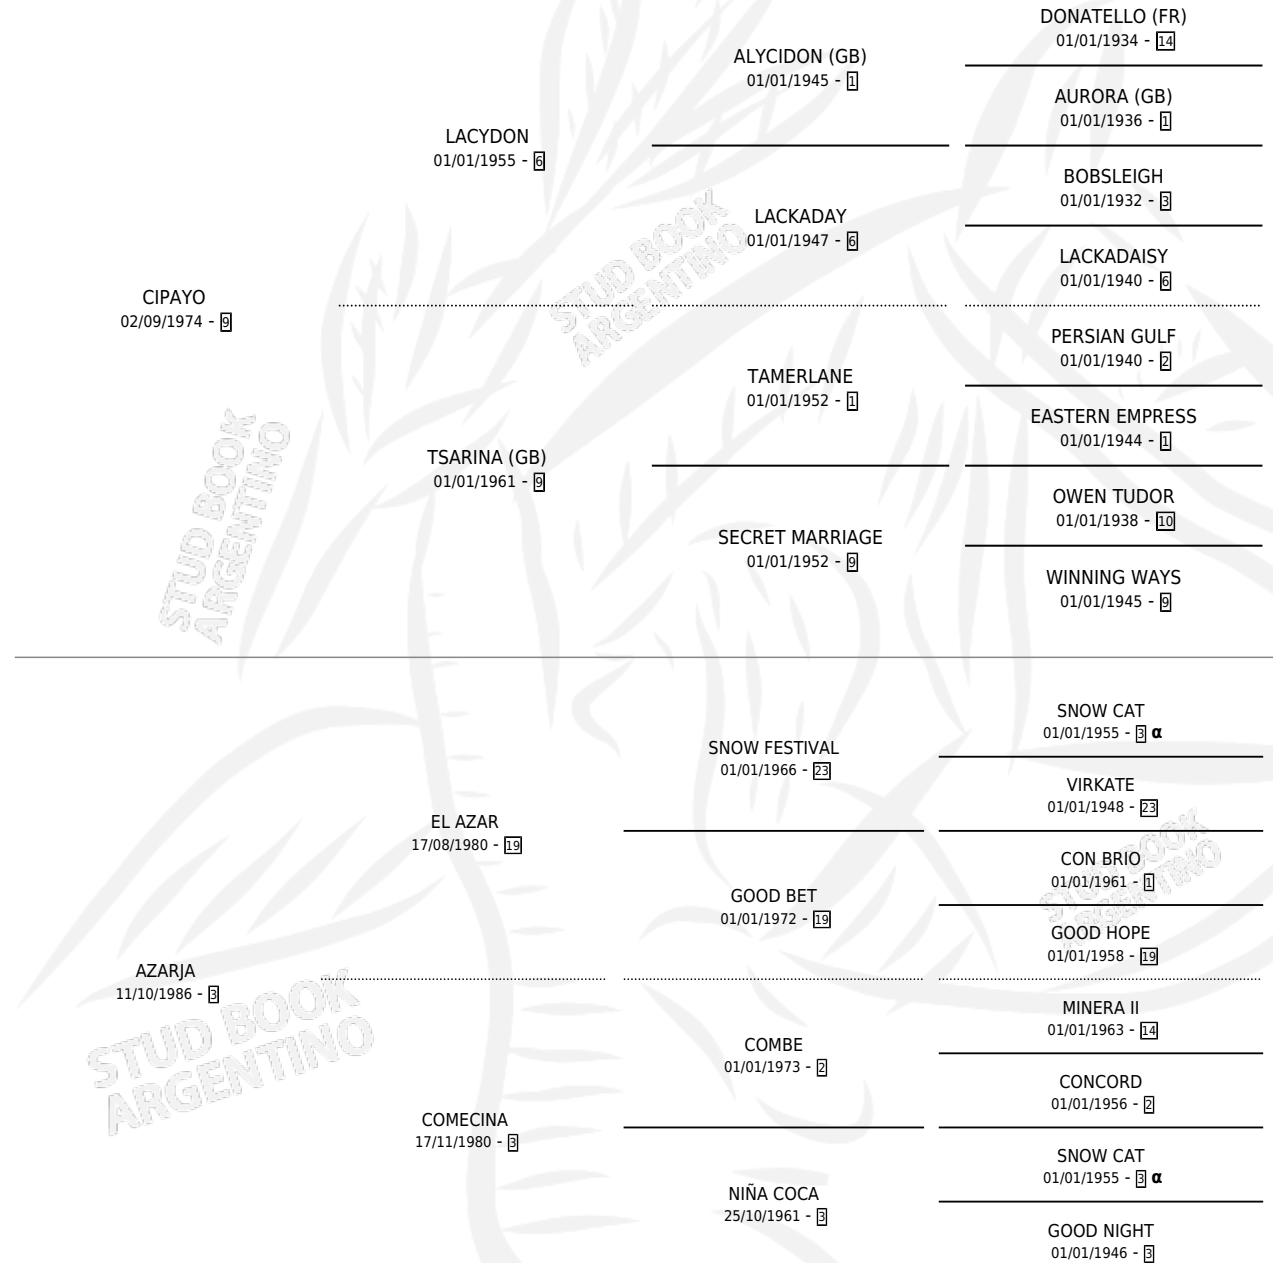 DONATELLO (FR)
01/01/1934 - 14
ALYCIDON (GB)
01/01/1945 - 1
AURORA (GB)
01/01/1936 - 1
LACYDON
01/01/1955 - 6
BOBSLEIGH
01/01/1932 - 3
LACKADAY
01/01/1947 - 6
LACKADAISY
01/01/1940 - 6
CIPAYO
02/09/1974 - 9
PERSIAN GULF
01/01/1940 - 2
TAMERLANE
01/01/1952 - 1
EASTERN EMPRESS
01/01/1944 - 1
TSARINA (GB)
01/01/1961 - 9
OWEN TUDOR
01/01/1938 - 10
SECRET MARRIAGE
01/01/1952 - 9
WINNING WAYS
01/01/1945 - 9
SNOW CAT
01/01/1955 - 3 α
SNOW FESTIVAL
01/01/1966 - 23
VIRKATE
01/01/1948 - 23
EL AZAR
17/08/1980 - 19
CON BRIO
01/01/1961 - 1
GOOD BET
01/01/1972 - 19
GOOD HOPE
01/01/1958 - 19
AZARJA
11/10/1986 - 3
MINERA II
01/01/1963 - 14
COMBE
01/01/1973 - 2
CONCORD
01/01/1956 - 2
COMECINA
17/11/1980 - 3
SNOW CAT
01/01/1955 - 3 α
NIÑA COCA
25/10/1961 - 3
GOOD NIGHT
01/01/1946 - 3
STUD BOOK
ARGENTINO
STUD BOOK
ARGENTINO
STUD BOOK
ARGENTINO
STUD BOOK
ARGENTINO